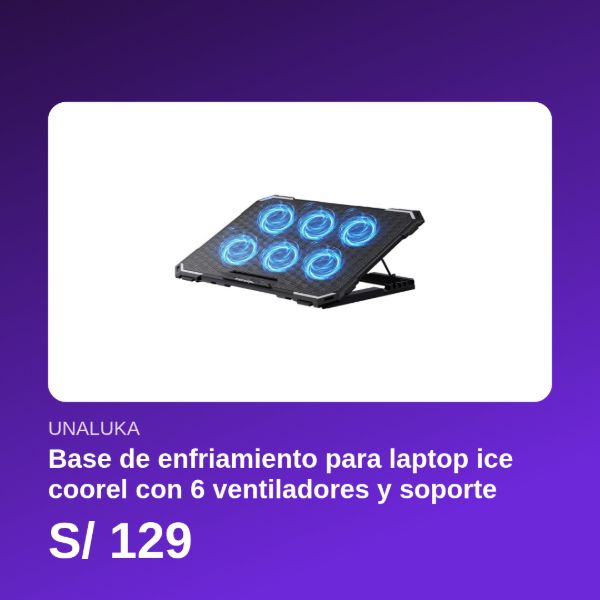 UNALUKA
Base de enfriamiento para laptop ice
coorel con 6 ventiladores y soporte
S/ 129